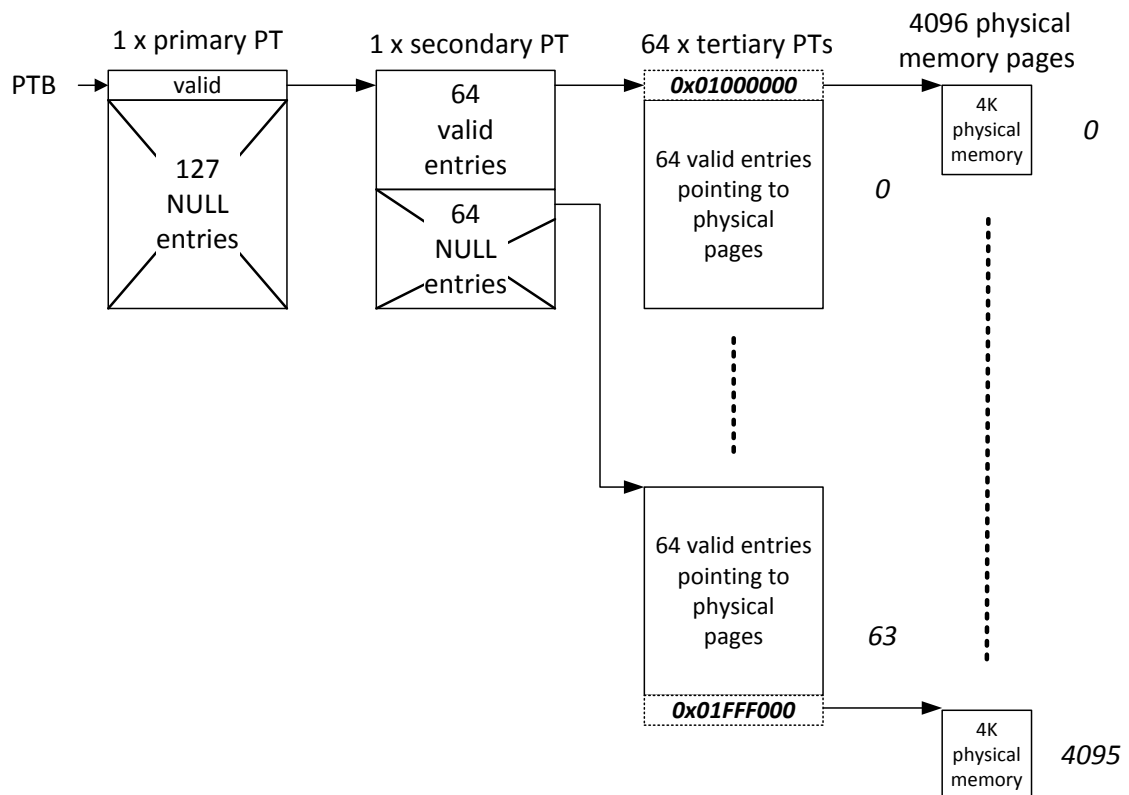 1 x primary PT
1 x secondary PT
64 x tertiary PTs
4096 physical
memory pages
PTB
valid
127
NULL
entries
64
valid
entries
64
NULL
entries
0x01000000
64 valid entries
pointing to
physical
pages
0
4K
physical
memory
0
64 valid entries
pointing to
physical
pages
63
0x01FFF000
4K
physical
memory
4095